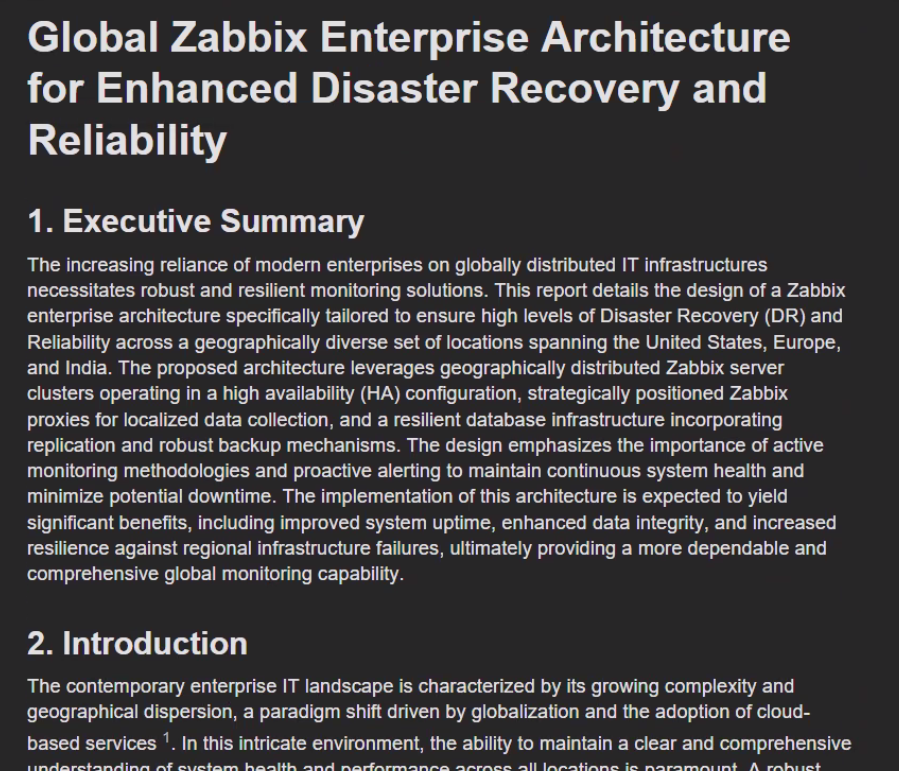 Global Zabbix Enterprise Architecture
for Enhanced Disaster Recovery and
Reliability
1. Executive Summary
The increasing reliance of modern enterprises on globally distributed IT infrastructures
necessitates robust and resilient monitoring solutions. This report details the design of a Zabbix
enterprise architecture specifically tailored to ensure high levels of Disaster Recovery (DR) and
Reliability across a geographically diverse set of locations spanning the United States, Europe,
and India. The proposed architecture leverages geographically distributed Zabbix server
clusters operating in a high availability (HA) configuration, strategically positioned Zabbix
proxies for localized data collection, and a resilient database infrastructure incorporating
replication and robust backup mechanisms. The design emphasizes the importance of active
monitoring methodologies and proactive alerting to maintain continuous system health and
minimize potential downtime. The implementation of this architecture is expected to yield
significant benefits, including improved system uptime, enhanced data integrity, and increased
resilience against regional infrastructure failures, ultimately providing a more dependable and
comprehensive global monitoring capability.
2. Introduction
The contemporary enterprise IT landscape is characterized by its growing complexity and
geographical dispersion, a paradigm shift driven by globalization and the adoption of cloud-
based services 1. In this intricate environment, the ability to maintain a clear and comprehensive
understanding of system health and performance across all locations is paramount. A robust